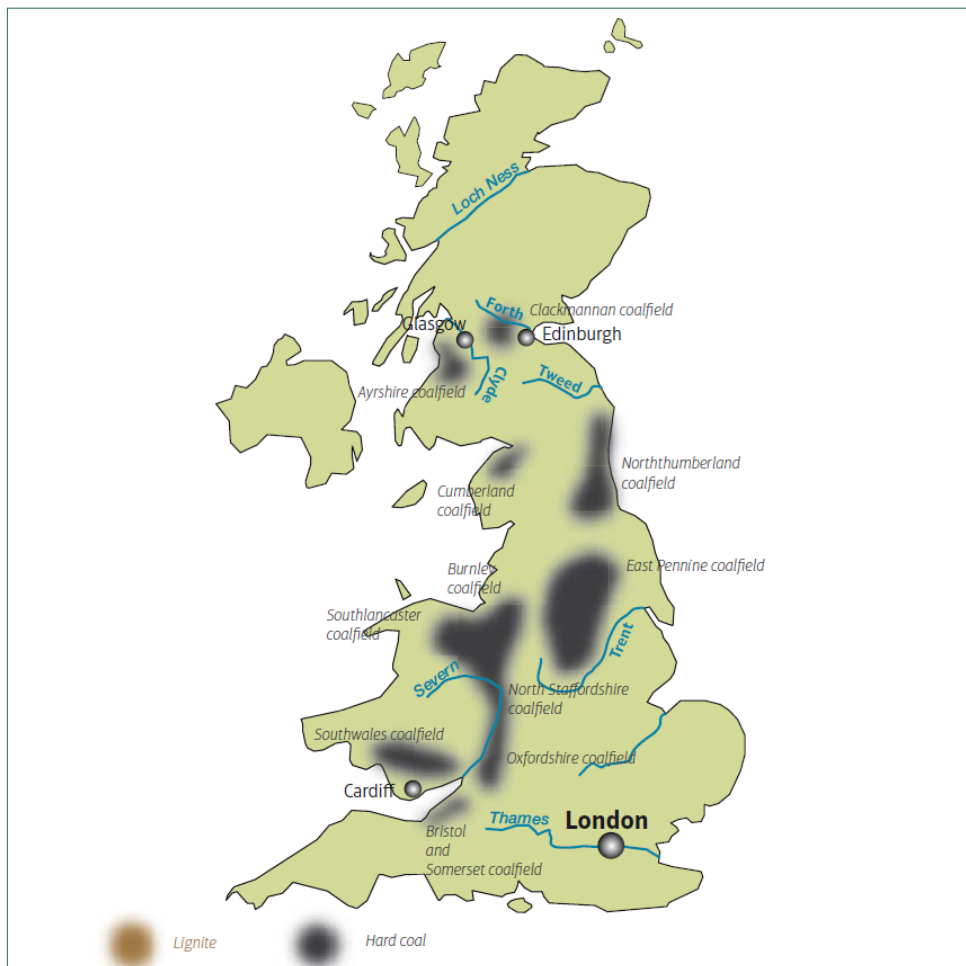 Loch Ness
Forth
Clackmannan coalfield
Glasgow
Edinburgh
Clyde
Tweed
Ayrshire coalfield
Norththumberland
coalfield
Cumberland
coalfield
Burnley
coalfield
East Pennine coalfield
Southlancaster
coalfield
Trent
Severn
North Staffordshire
coalfield
Southwales coalfield
Oxfordshire coalfield
Cardiff
Thames
London
Bristol
and
Somerset coalfield
Lignite
Hard coal